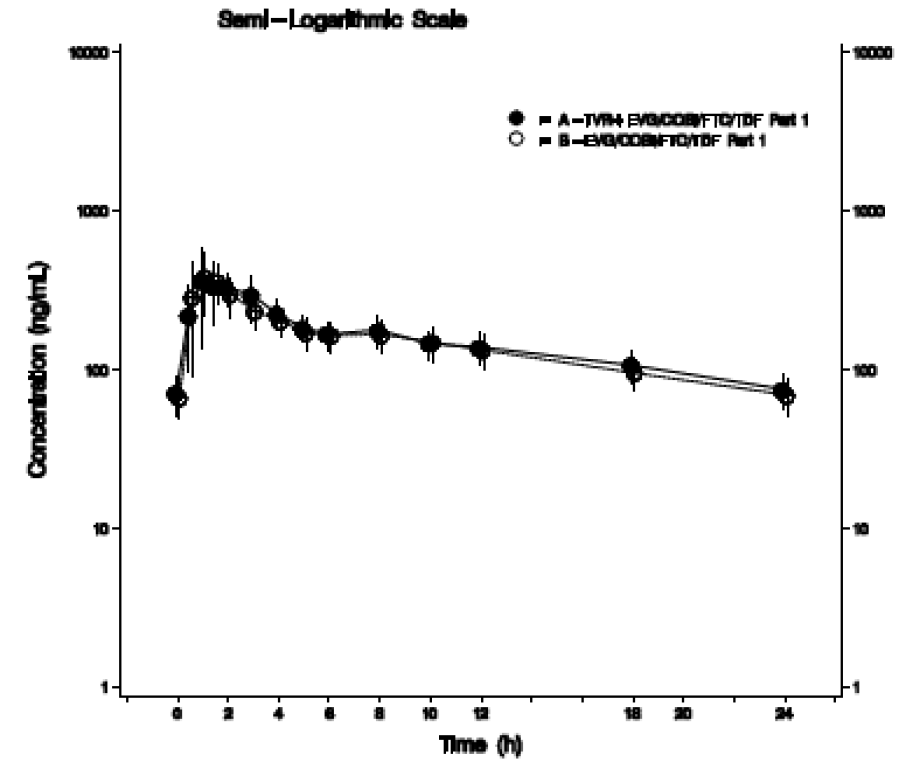 Semi-Logarithmic Scale
10000
10000
= A-TVR+ EVG/COBI/FTC/TDF Part 1
= B-EVG/COBI/FTC/TDF Part 1
1000
1000
Concentration (ng/mL)
100
100
10
10
1
1
0 2 4 6 8 10 12 18 20 24
Time (h)